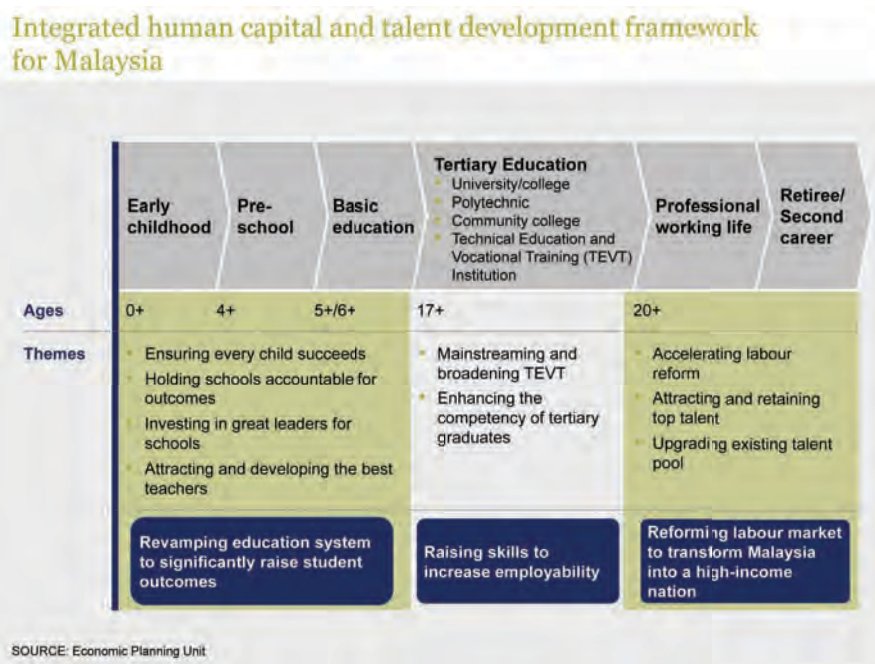 Integrated human capital and talent development framework
for Malaysia
Early
childhood
Pre-
school
Basic
education
Tertiary Education
University/college
Polytechnic
Community college
Technical Education and
Vocational Training (TEVT)
Institution
Professional
working life
Retiree/
Second
career
Ages
0+
4+
5+/6+
17+
20+
Themes
Ensuring every child succeeds
Holding schools accountable for
outcomes
Investing in great leaders for
schools
Attracting and developing the best
teachers
Mainstreaming and
broadening TEVT
Enhancing the
competency of tertiary
graduates
Accelerating labour
reform
Attracting and retaining
top talent
Upgrading existing talent
pool
Revamping education system
to significantly raise student
outcomes
Raising skills to
increase employability
Reforming labour market
to transform Malaysia
into a high-income
nation
SOURCE: Economic Planning Unit